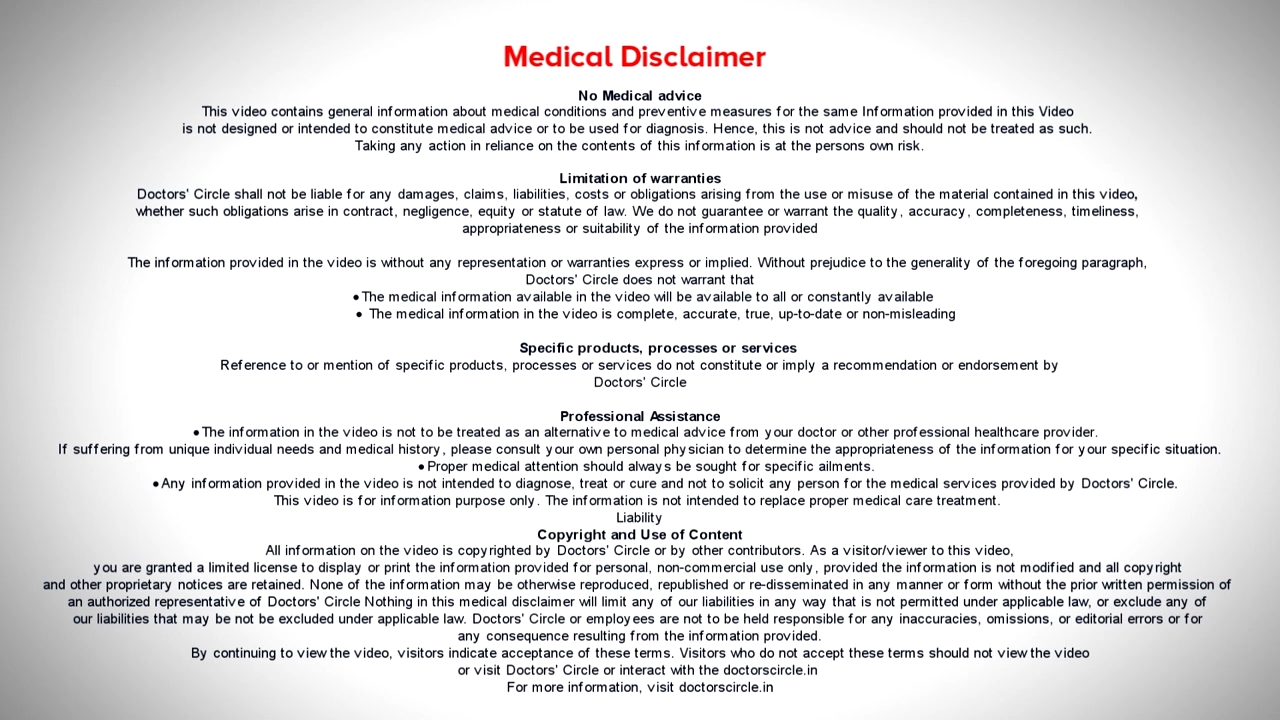 Medical Disclaimer
No Medical advice
This video contains general information about medical conditions and preventive measures for the same Information provided in this Video
is not designed or intended to constitute medical advice or to be used for diagnosis. Hence, this is not advice and should not be treated as such.
Taking any action in reliance on the contents of this information is at the persons own risk.
Limitation of warranties
Doctors' Circle shall not be liable for any damages, claims, liabilities, costs or obligations arising from the use or misuse of the material contained in this video,
whether such obligations arise in contract, negligence, equity or statute of law. We do not guarantee or warrant the quality, accuracy, completeness, timeliness,
appropriateness or suitability of the information provided
The information provided in the video is without any representation or warranties express or implied. Without prejudice to the generality of the foregoing paragraph,
Doctors' Circle does not warrant that
•The medical information available in the video will be available to all or constantly available
• The medical information in the video is complete, accurate, true, up-to-date or non-misleading
Specific products, processes or services
Reference to or mention of specific products, processes or services do not constitute or imply a recommendation or endorsement by
Doctors' Circle
Professional Assistance
•The information in the video is not to be treated as an alternative to medical advice from your doctor or other professional healthcare provider.
If suffering from unique individual needs and medical history, please consult your own personal physician to determine the appropriateness of the information for your specific situation.
•Proper medical attention should always be sought for specific ailments.
•Any information provided in the video is not intended to diagnose, treat or cure and not to solicit any person for the medical services provided by Doctors' Circle.
This video is for information purpose only. The information is not intended to replace proper medical care treatment.
Liability
Copyright and Use of Content
All information on the video is copyrighted by Doctors' Circle or by other contributors. As a visitor/viewer to this video,
you are granted a limited license to display or print the information provided for personal, non-commercial use only, provided the information is not modified and all copyright
and other proprietary notices are retained. None of the information may be otherwise reproduced, republished or re-disseminated in any manner or form without the prior written permission of
an authorized representative of Doctors' Circle Nothing in this medical disclaimer will limit any of our liabilities in any way that is not permitted under applicable law, or exclude any of
our liabilities that may be not be excluded under applicable law. Doctors' Circle or employees are not to be held responsible for any inaccuracies, omissions, or editorial errors or for
any consequence resulting from the information provided.
By continuing to view the video, visitors indicate acceptance of these terms. Visitors who do not accept these terms should not view the video
or visit Doctors' Circle or interact with the doctorscircle.in
For more information, visit doctorscircle.in